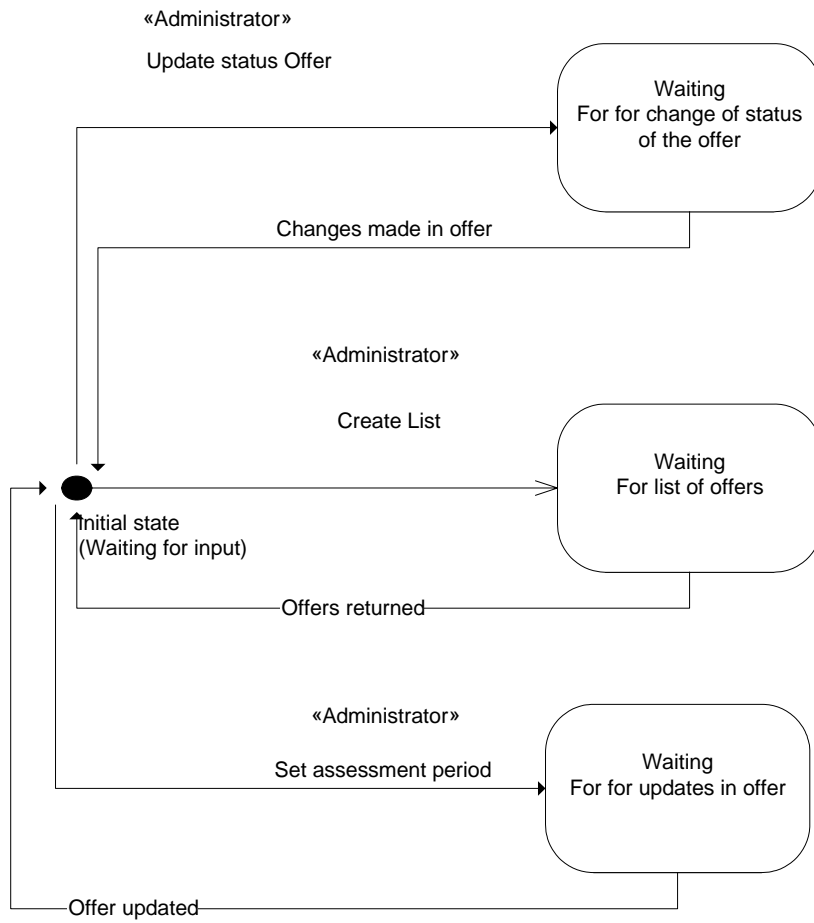 «Administrator»
Update status Offer
Waiting
For for change of status
of the offer
Changes made in offer
«Administrator»
Create List
Waiting
For list of offers
Initial state
(Waiting for input)
Offers returned
«Administrator»
Set assessment period
Waiting
For for updates in offer
Offer updated